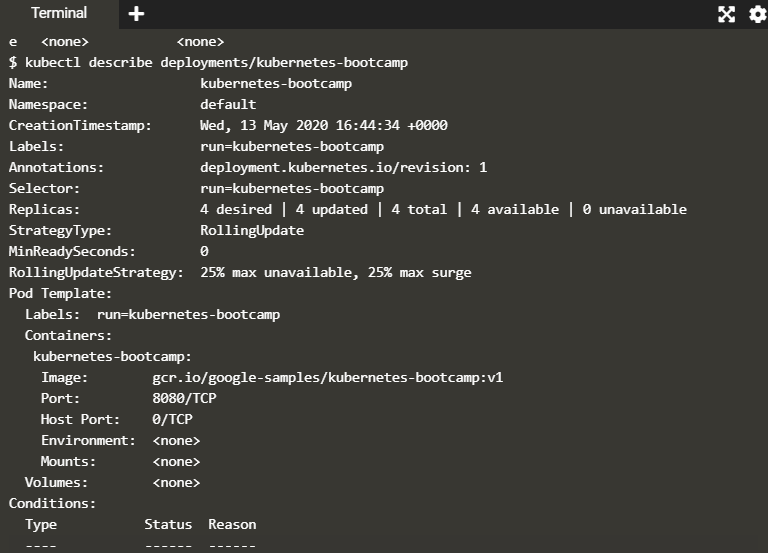 Terminal +
e   <none>           <none>
$ kubectl describe deployments/kubernetes-bootcamp
Name:                   kubernetes-bootcamp
Namespace:              default
CreationTimestamp:      Wed, 13 May 2020 16:44:34 +0000
Labels:                 run=kubernetes-bootcamp
Annotations:            deployment.kubernetes.io/revision: 1
Selector:               run=kubernetes-bootcamp
Replicas:               4 desired | 4 updated | 4 total | 4 available | 0 unavailable
StrategyType:           RollingUpdate
MinReadySeconds:        0
RollingUpdateStrategy:  25% max unavailable, 25% max surge
Pod Template:
  Labels:  run=kubernetes-bootcamp
  Containers:
   kubernetes-bootcamp:
    Image:        gcr.io/google-samples/kubernetes-bootcamp:v1
    Port:         8080/TCP
    Host Port:    0/TCP
    Environment:  <none>
    Mounts:       <none>
  Volumes:        <none>
Conditions:
  Type           Status  Reason
  ----           ------  ------